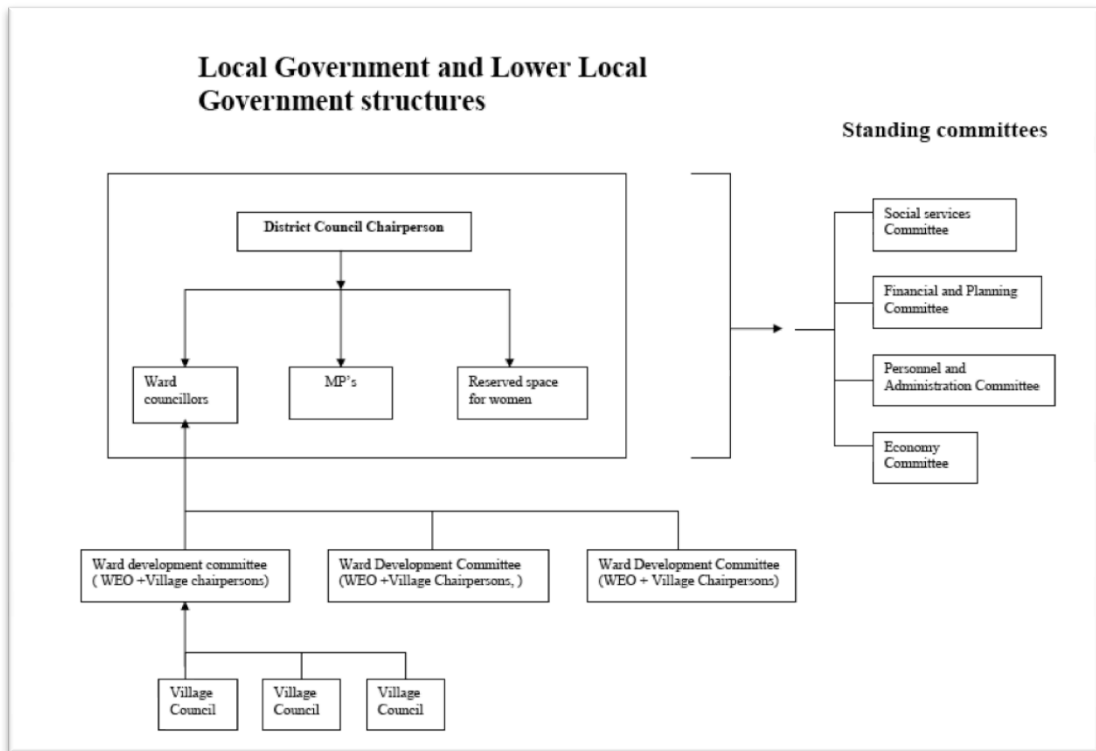 Local Government and Lower Local
Government structures
Standing committees
District Council Chairperson
Ward
councillors
MP's
Reserved space
for women
Social services
Committee
Financial and Planning
Committee
Personnel and
Administration Committee
Economy
Committee
Ward development committee
( WEO +Village chairpersons)
Ward Development Committee
(WEO +Village Chairpersons, )
Ward Development Committee
(WEO + Village Chairpersons)
Village
Council
Village
Council
Village
Council